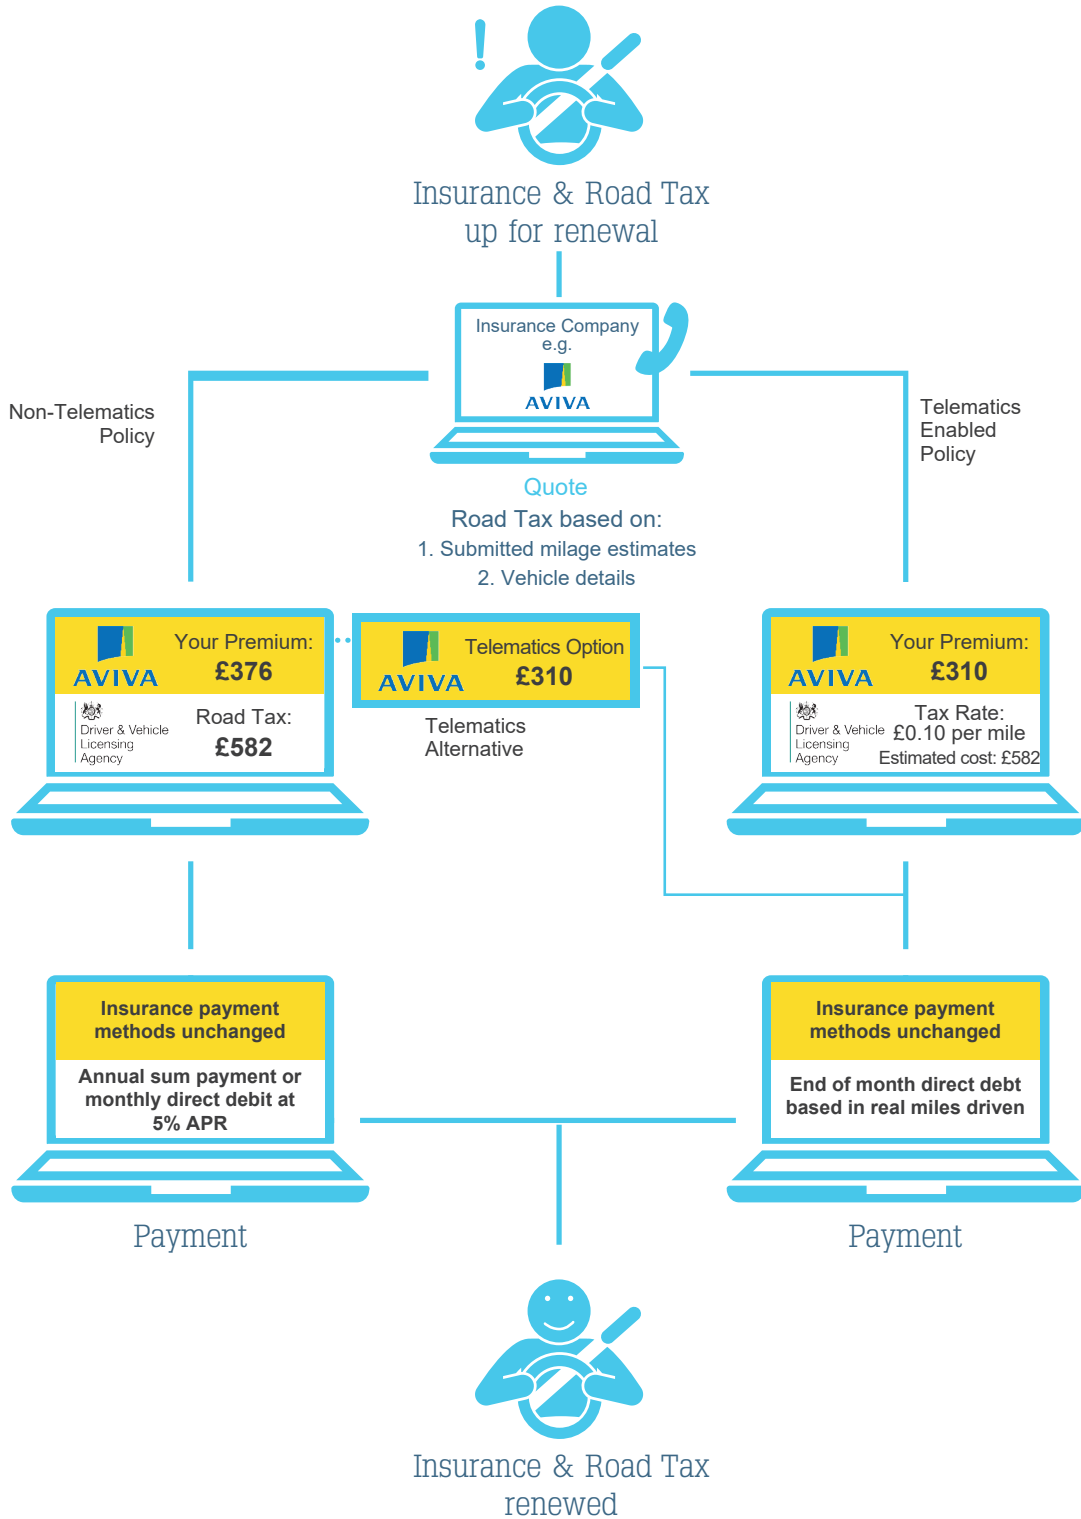 !
Insurance & Road Tax
up for renewal
Insurance Company
e.g.
AVIVA
Non-Telematics
Policy
Telematics
Enabled
Policy
Quote
Road Tax based on:
1. Submitted milage estimates
2. Vehicle details
AVIVA
Your Premium:
£376
Driver & Vehicle
Licensing
Agency
Road Tax:
£582
AVIVA
Telematics Option
£310
Telematics
Alternative
AVIVA
Your Premium:
£310
Driver & Vehicle
Licensing
Agency
Tax Rate:
£0.10 per mile
Estimated cost: £582
Insurance payment
methods unchanged
Annual sum payment or
monthly direct debit at
5% APR
Payment
Insurance payment
methods unchanged
End of month direct debt
based in real miles driven
Payment
Insurance & Road Tax
renewed